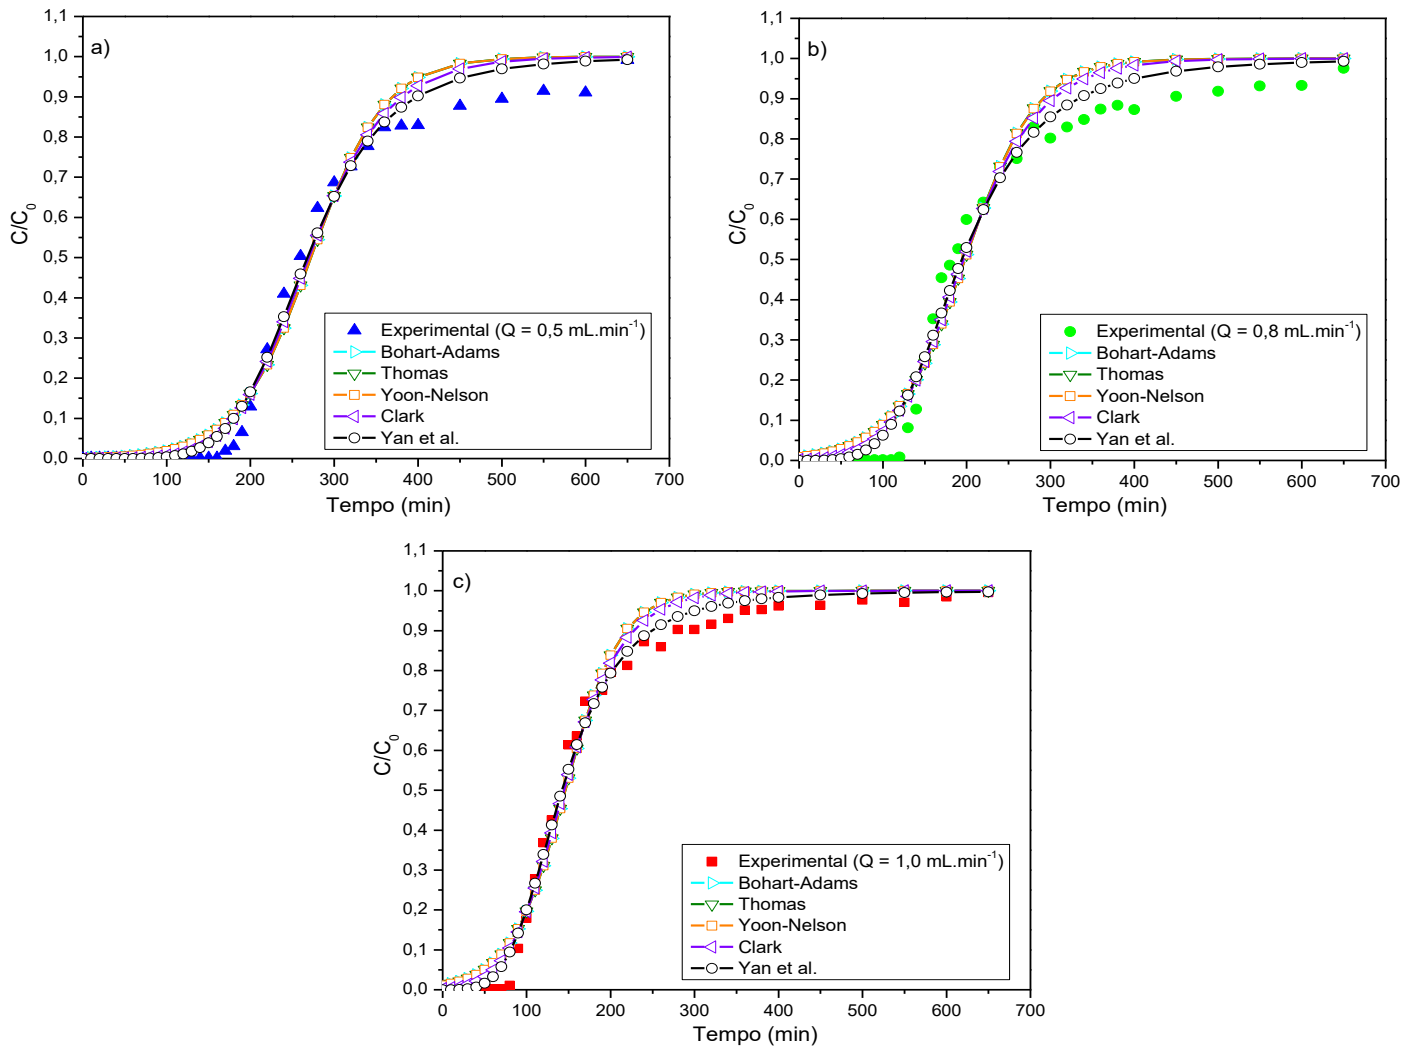 a)
1,1
1,0
0,9
0,8
0,7
0,6
0,5
0,4
0,3
0,2
0,1
0,0
C/C0
0 100 200 300 400 500 600 700
Tempo (min)
Experimental (Q = 0,5 mL.min-1)
Bohart-Adams
Thomas
Yoon-Nelson
Clark
Yan et al.
b)
1,1
1,0
0,9
0,8
0,7
0,6
0,5
0,4
0,3
0,2
0,1
0,0
C/C0
0 100 200 300 400 500 600 700
Tempo (min)
Experimental (Q = 0,8 mL.min-1)
Bohart-Adams
Thomas
Yoon-Nelson
Clark
Yan et al.
c)
1,1
1,0
0,9
0,8
0,7
0,6
0,5
0,4
0,3
0,2
0,1
0,0
C/C0
0 100 200 300 400 500 600 700
Tempo (min)
Experimental (Q = 1,0 mL.min-1)
Bohart-Adams
Thomas
Yoon-Nelson
Clark
Yan et al.